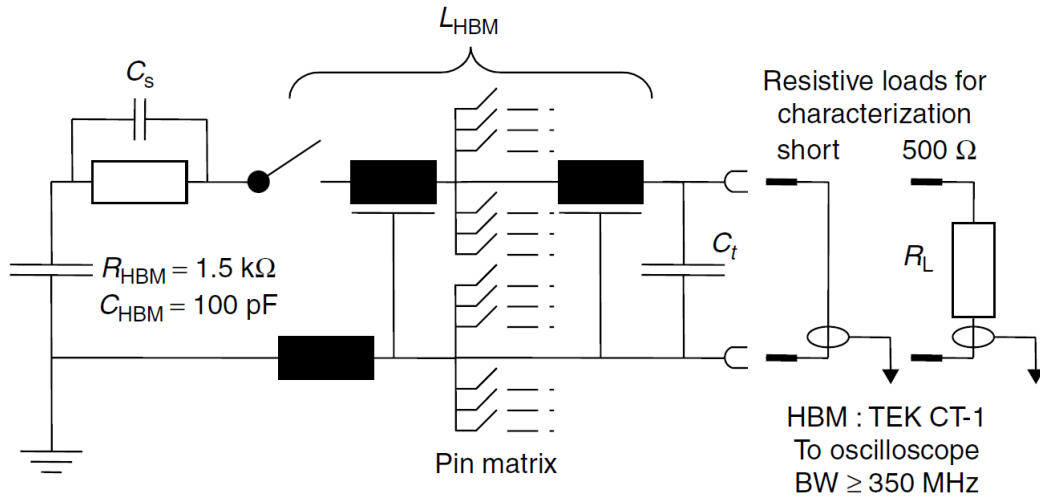 L_HBM
C_s
Resistive loads for
characterization
short 500 Ω
R_HBM = 1.5 kΩ
C_HBM = 100 pF
C_t
R_L
Pin matrix
HBM : TEK CT-1
To oscilloscope
BW ≥ 350 MHz